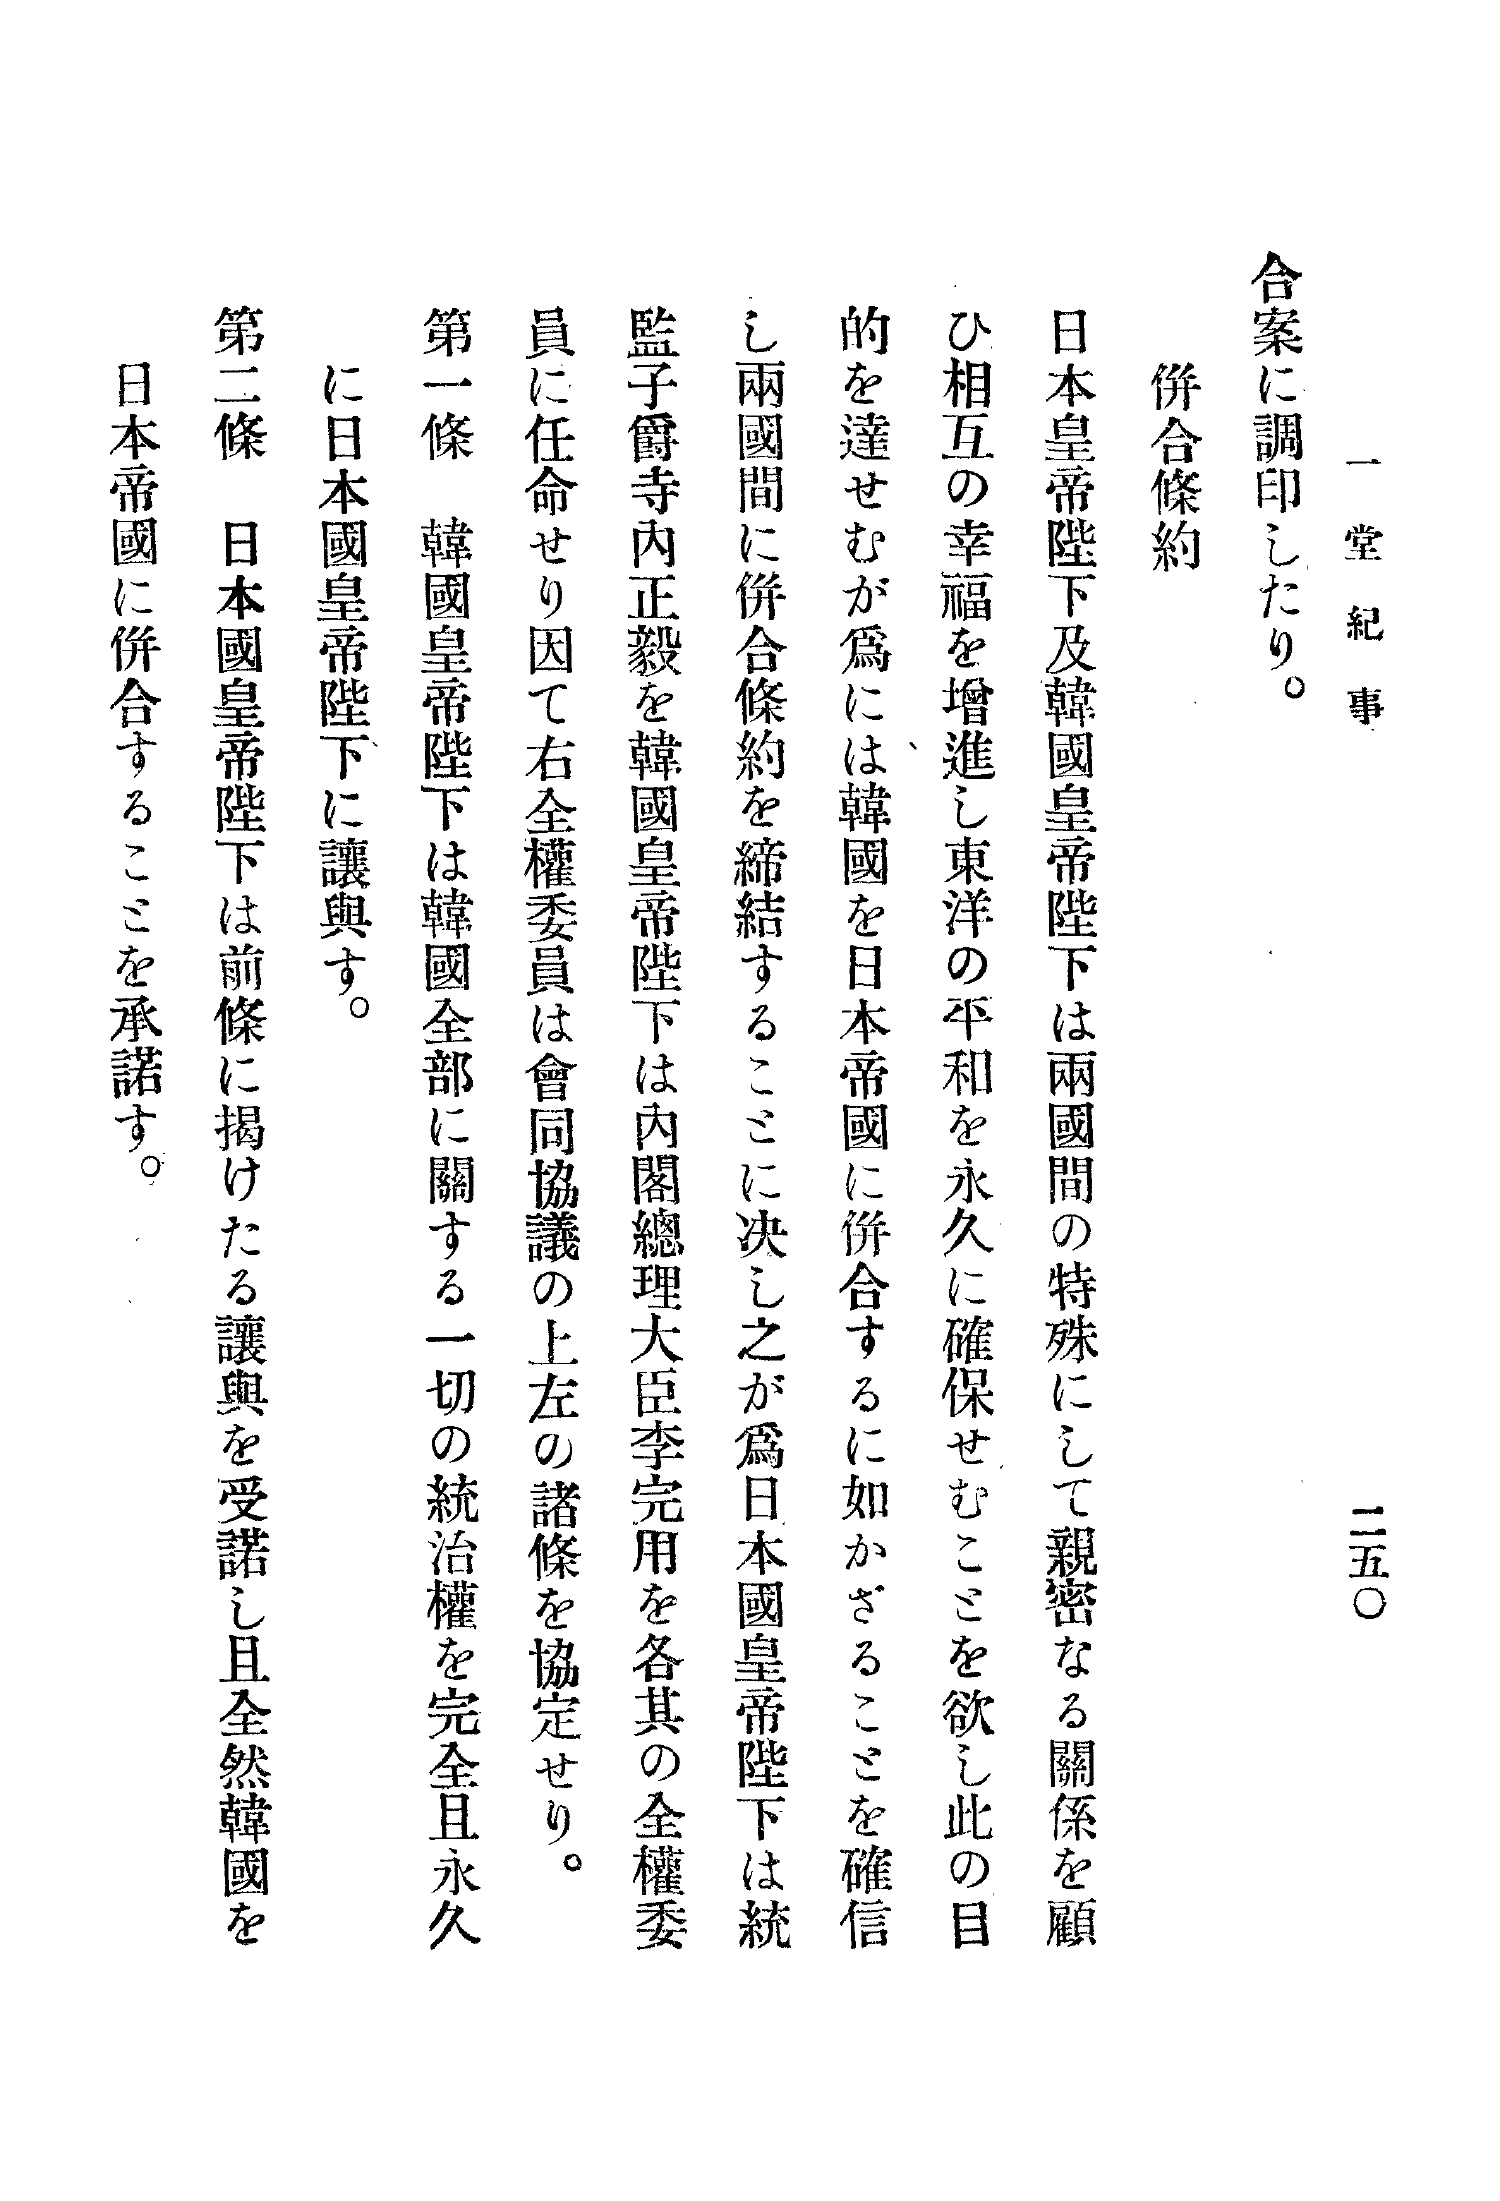 一堂紀事
二五〇
合案に調印したり。
併合條約
日本皇帝陛下及韓國皇帝陛下は兩國間の特殊にして親密なる關係を顧
ひ相互の幸福を增進し東洋の平和を永久に確保せむことを欲し此の目
的を達せむが爲には韓國を日本帝國に併合するに如かざることを確信
し兩國間に併合條約を締結することに決し之が爲日本國皇帝陛下は統
監子爵寺內正毅を韓國皇帝陛下は內閣總理大臣李完用を各其の全權委
員に任命せり因て右全權委員は會同協議の上左の諸條を協定せり。
第一條　韓國皇帝陛下は韓國全部に關する一切の統治權を完全且永久
に日本國皇帝陛下に讓與す。
第二條　日本國皇帝陛下は前條に揭けたる讓與を受諾し且全然韓國を
日本帝國に併合することを承諾す。